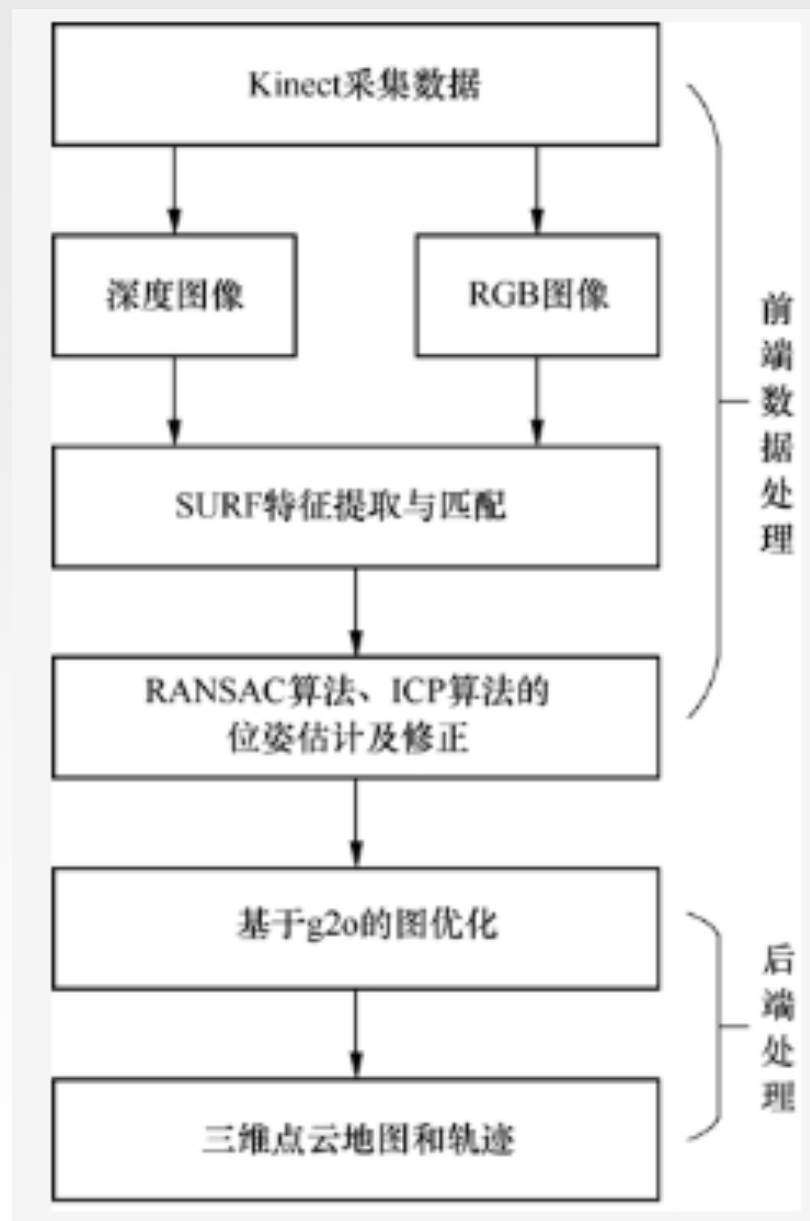 Kinect采集数据
深度图像
RGB图像
SURF特征提取与匹配
RANSAC算法、ICP算法的
位姿估计及修正
前端数据处理
基于g2o的图优化
三维点云地图和轨迹
后端处理